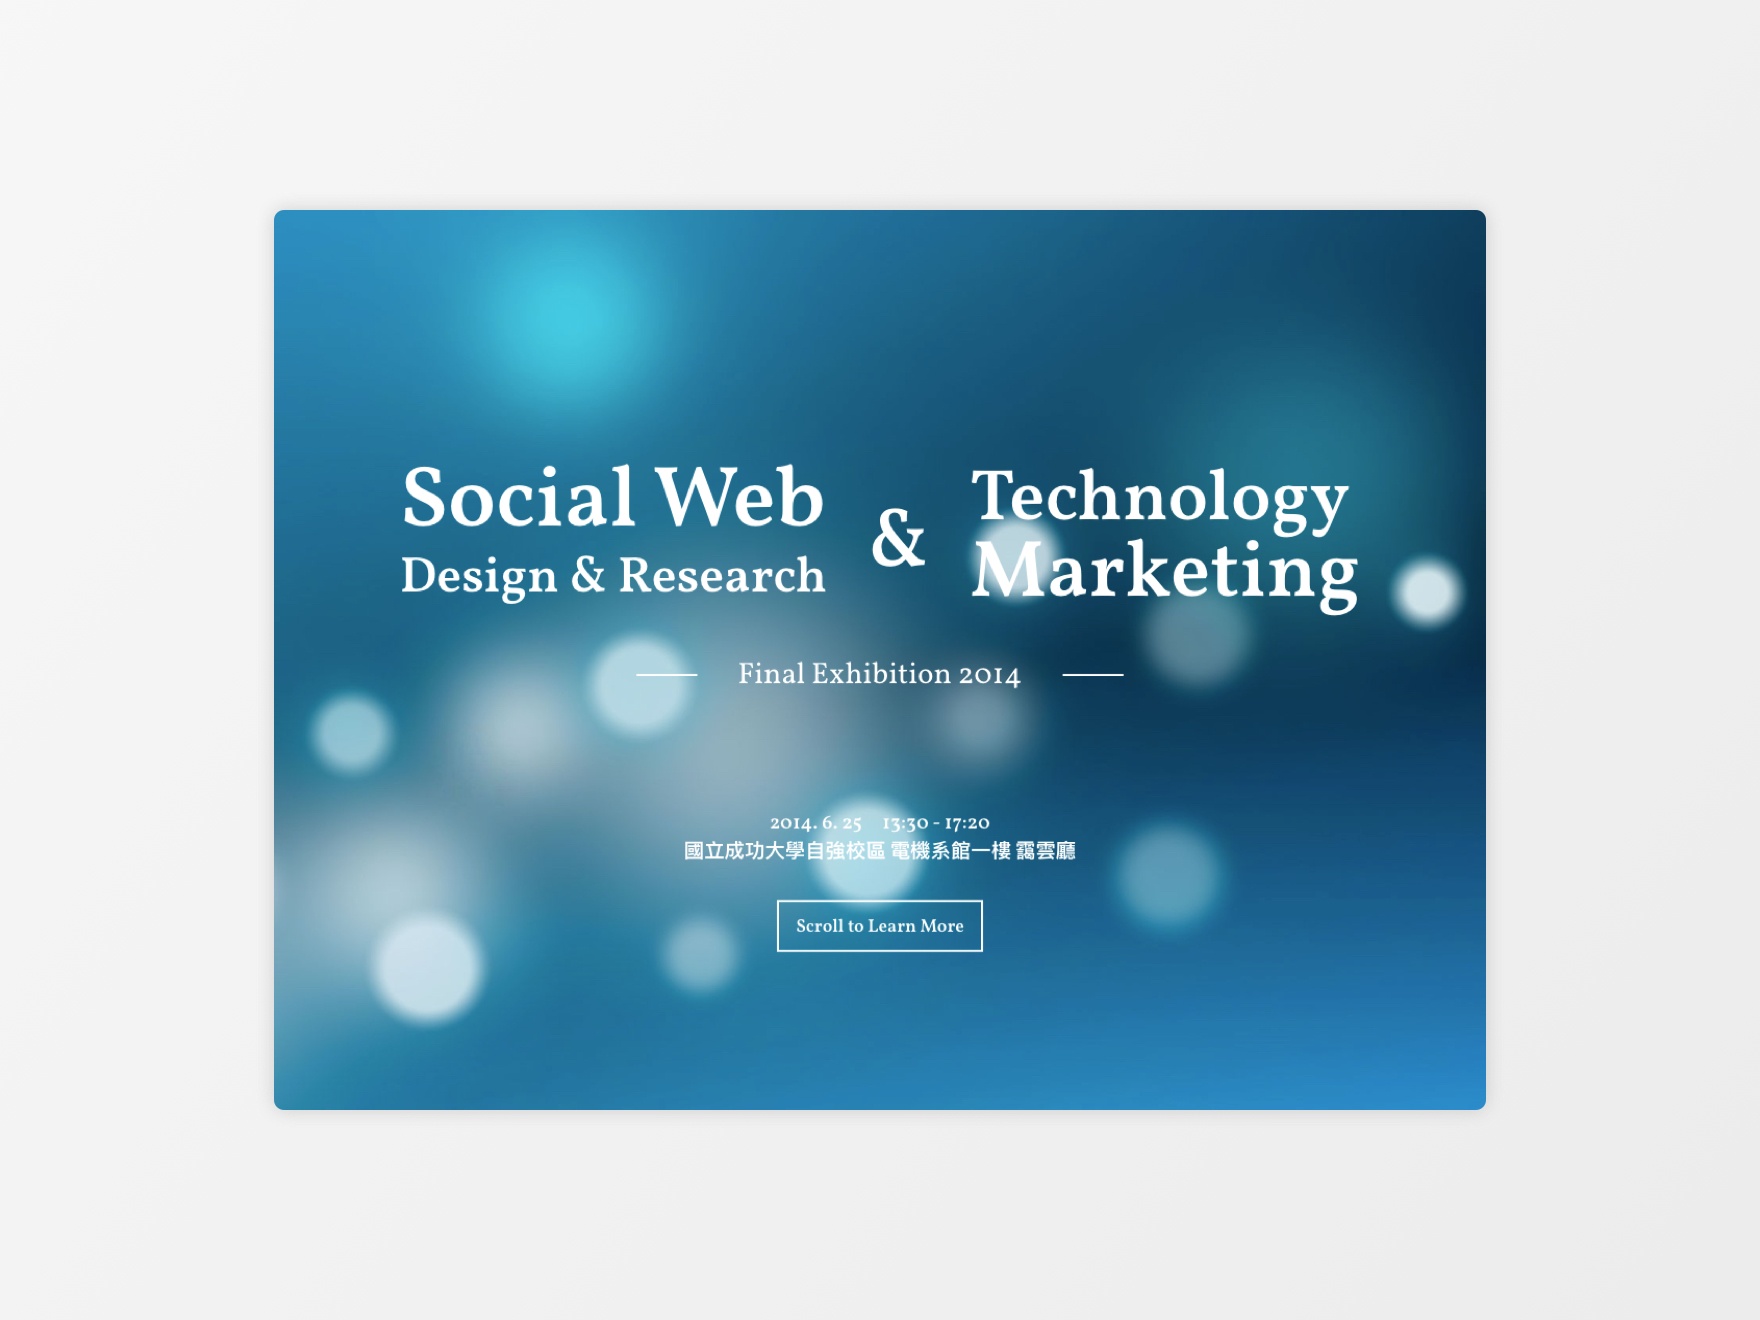 Social Web
Design & Research
&
Technology
Marketing
Final Exhibition 2014
2014. 6. 25 13:30 - 17:20
國立成功大學自強校區 電機系館一樓 靄雲廳
Scroll to Learn More